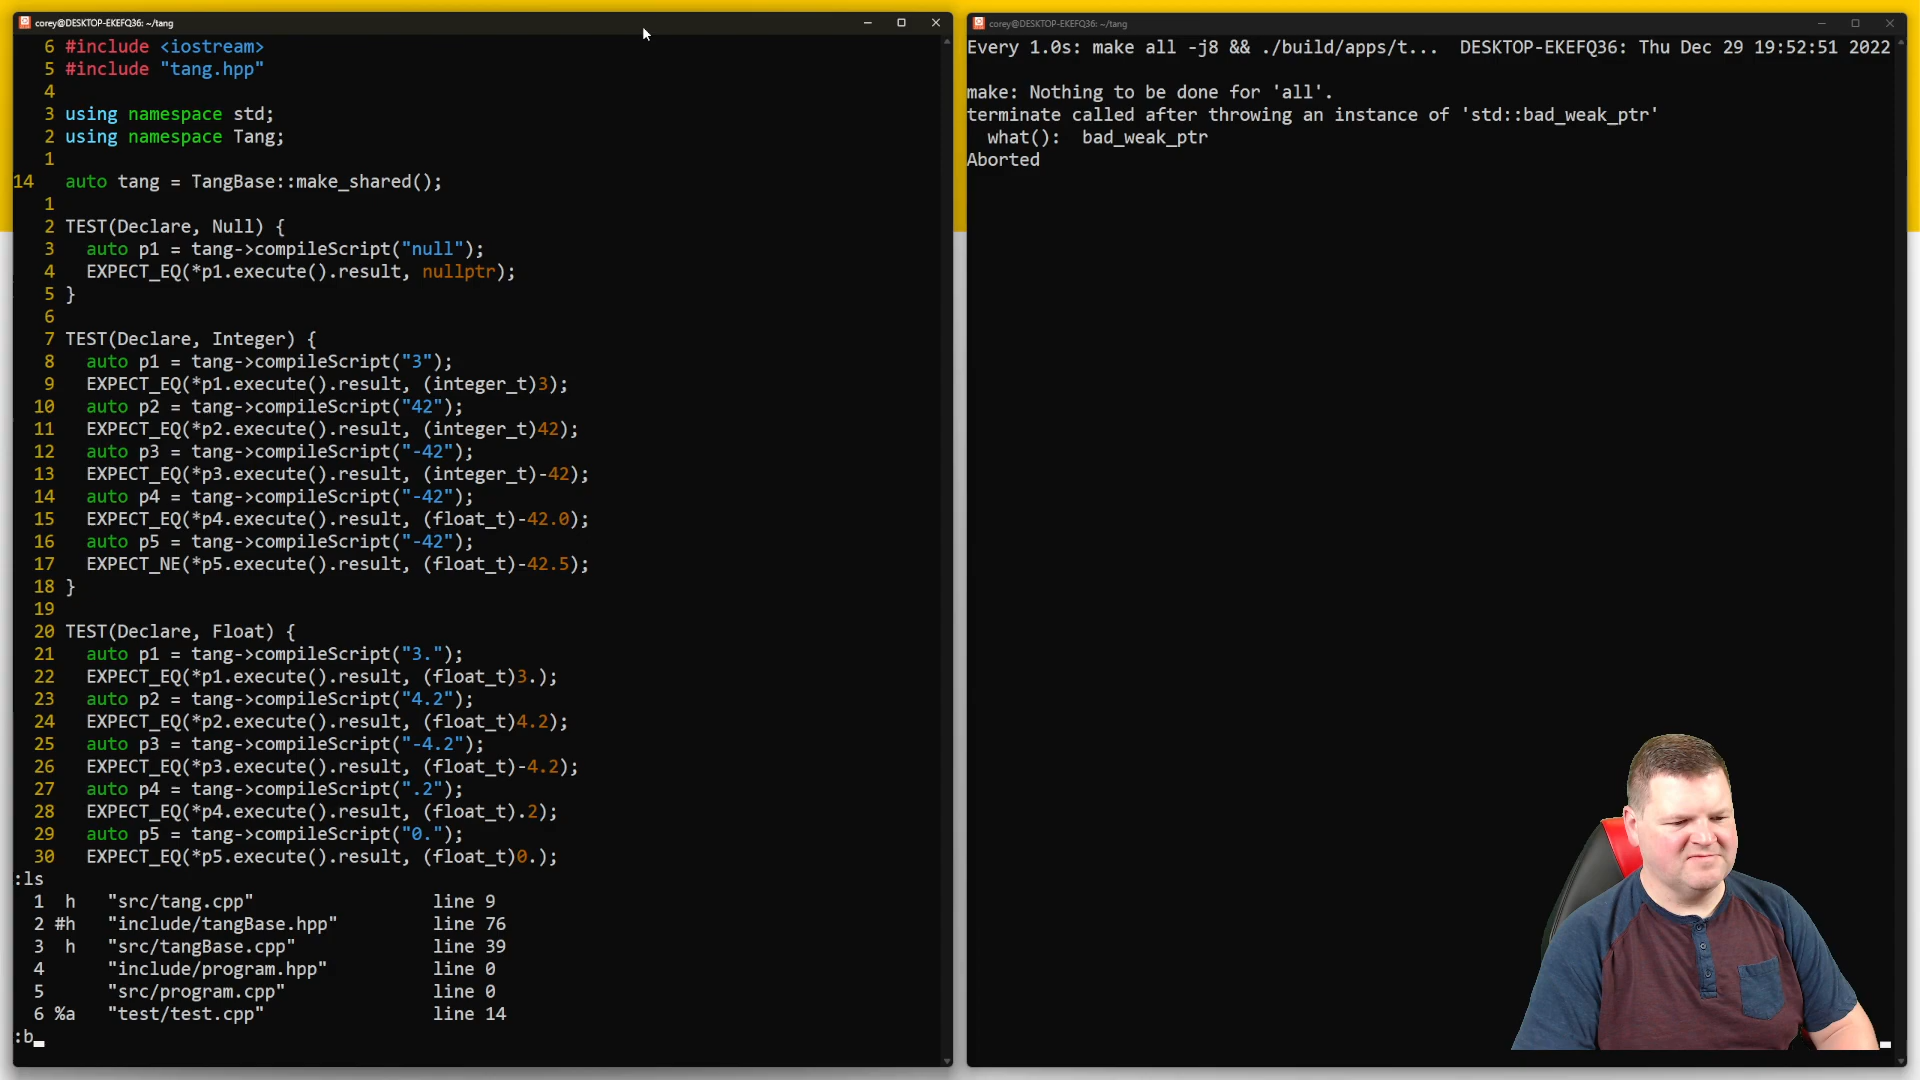 corey@DESKTOP-EKEFQ36: ~/tang
6 #include <iostream>
5 #include "tang.hpp"
4
3 using namespace std;
2 using namespace Tang;
1
14 auto tang = TangBase::make_shared();
1
2 TEST(Declare, Null) {
3 auto p1 = tang->compileScript("null");
4 EXPECT_EQ(*p1.execute().result, nullptr);
5 }
6
7 TEST(Declare, Integer) {
8 auto p1 = tang->compileScript("3");
9 EXPECT_EQ(*p1.execute().result, (integer_t)3);
10 auto p2 = tang->compileScript("42");
11 EXPECT_EQ(*p2.execute().result, (integer_t)42);
12 auto p3 = tang->compileScript("-42");
13 EXPECT_EQ(*p3.execute().result, (integer_t)-42);
14 auto p4 = tang->compileScript("-42");
15 EXPECT_EQ(*p4.execute().result, (float_t)-42.0);
16 auto p5 = tang->compileScript("-42");
17 EXPECT_NE(*p5.execute().result, (float_t)-42.5);
18 }
19
20 TEST(Declare, Float) {
21 auto p1 = tang->compileScript("3.");
22 EXPECT_EQ(*p1.execute().result, (float_t)3.);
23 auto p2 = tang->compileScript("4.2");
24 EXPECT_EQ(*p2.execute().result, (float_t)4.2);
25 auto p3 = tang->compileScript("-4.2");
26 EXPECT_EQ(*p3.execute().result, (float_t)-4.2);
27 auto p4 = tang->compileScript(".2");
28 EXPECT_EQ(*p4.execute().result, (float_t).2);
29 auto p5 = tang->compileScript("0.");
30 EXPECT_EQ(*p5.execute().result, (float_t)0.);
:ls
1 h "src/tang.cpp" line 9
2 #h "include/tangBase.hpp" line 76
3 h "src/tangBase.cpp" line 39
4 "include/program.hpp" line 0
5 "src/program.cpp" line 0
6 %a "test/test.cpp" line 14
:b
corey@DESKTOP-EKEFQ36: ~/tang
Every 1.0s: make all -j8 && ./build/apps/t... DESKTOP-EKEFQ36: Thu Dec 29 19:52:51 2022
make: Nothing to be done for 'all'.
terminate called after throwing an instance of 'std::bad_weak_ptr'
what(): bad_weak_ptr
Aborted